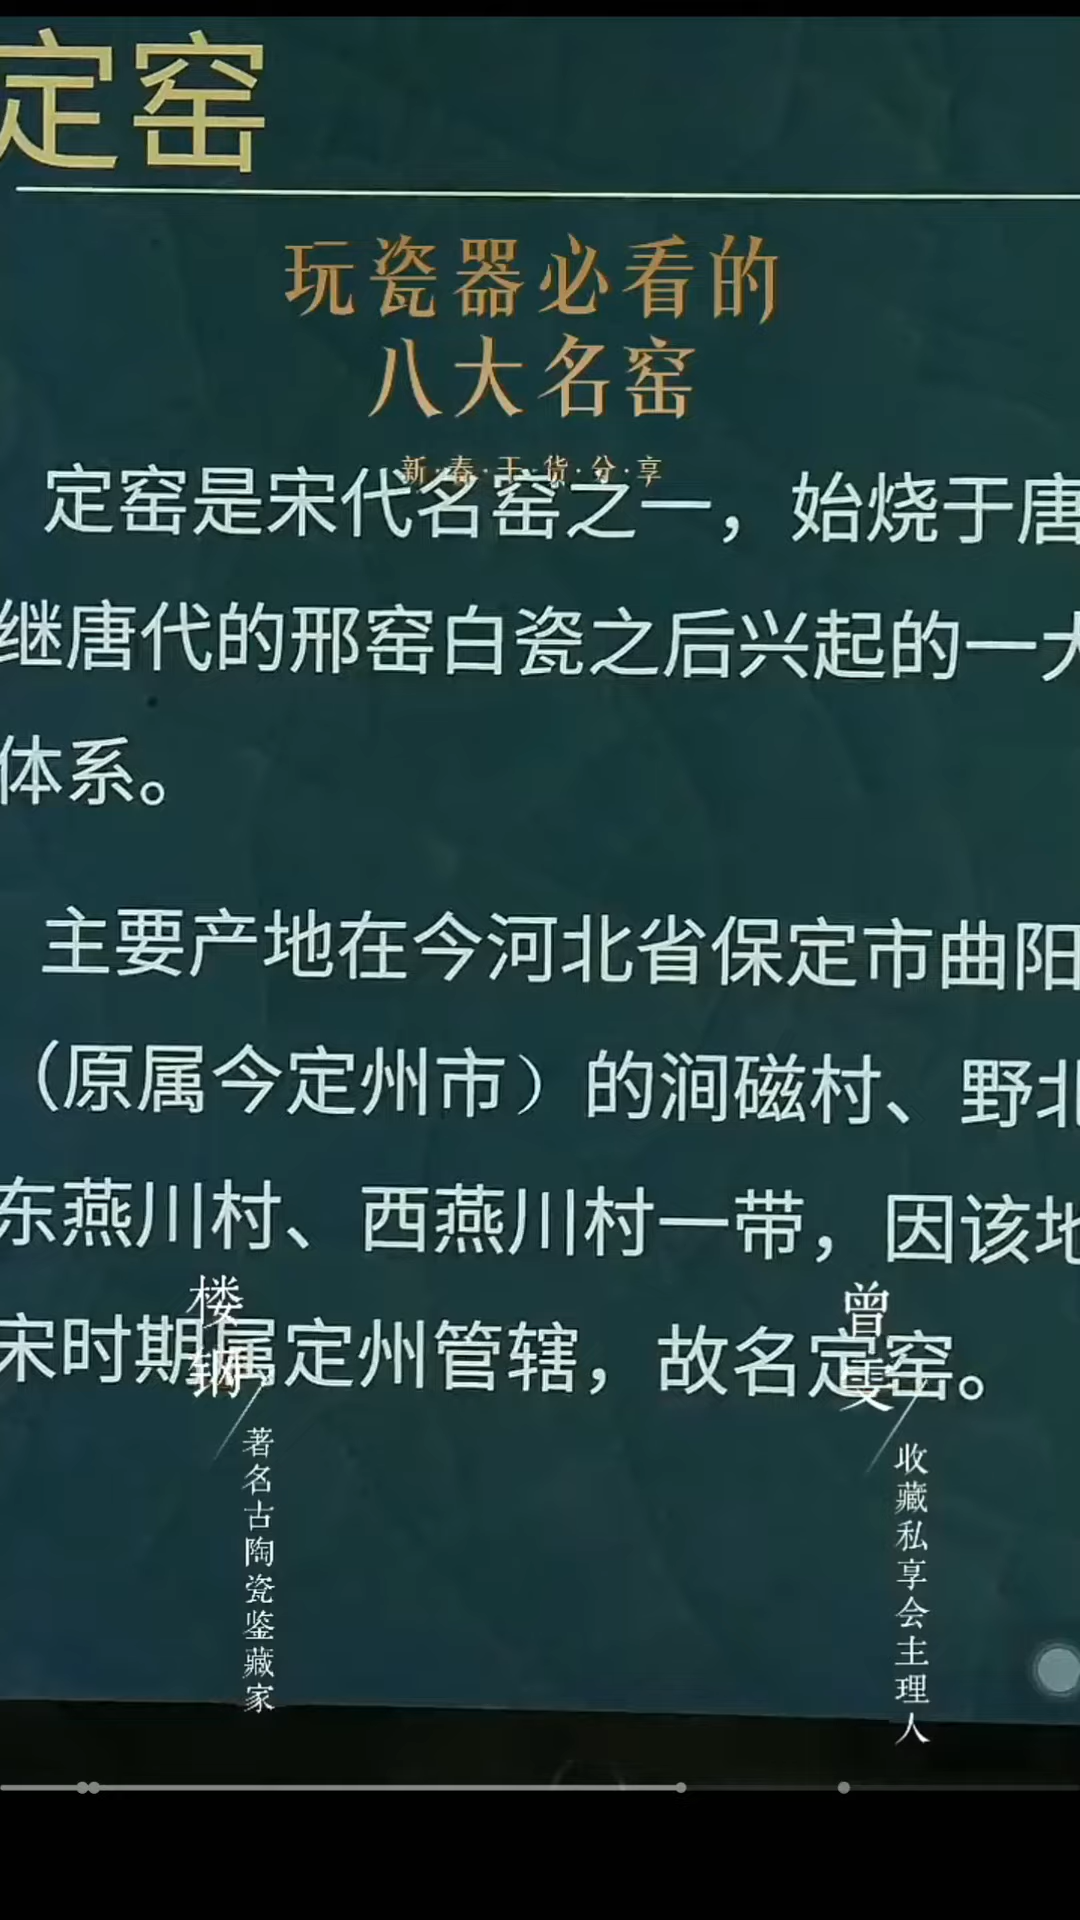 定窑
玩瓷器必看的
八大名窑
新·春·干·货·分·享
定窑是宋代名窑之一，始烧于唐
继唐代的邢窑白瓷之后兴起的一大
体系。
主要产地在今河北省保定市曲阳
（原属今定州市）的涧磁村、野北
东燕川村、西燕川村一带，因该地
宋时期属定州管辖，故名定窑。
楼钢
著名古陶瓷鉴藏家
曾雯
收藏私享会主理人